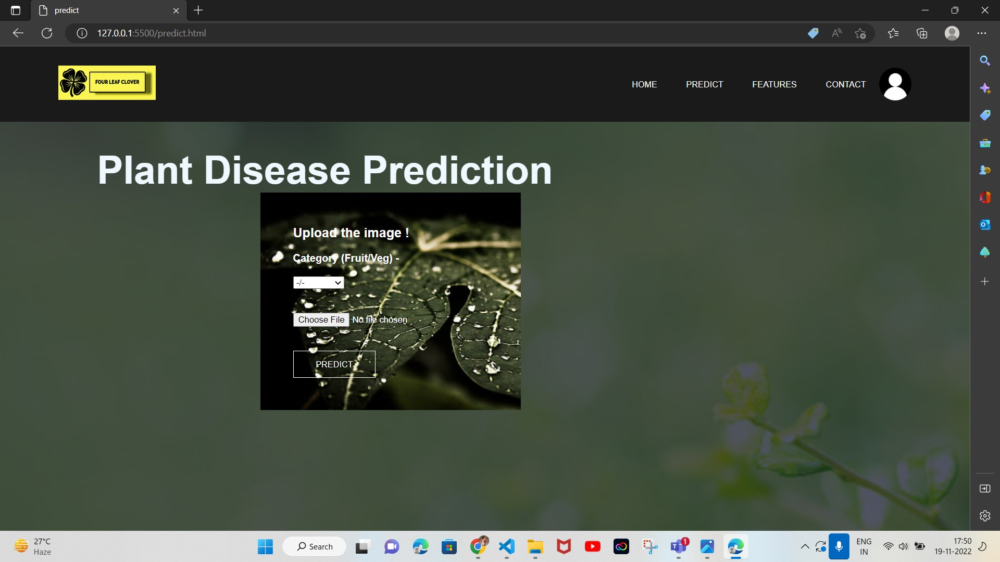 predict
127.0.0.1:5500/predict.html
FOUR LEAF CLOVER
HOME PREDICT FEATURES CONTACT
Plant Disease Prediction
Upload the image !
Category (Fruit/Veg) -
-/-
Choose File No file chosen
PREDICT
27°C
Haze
Search
1
ENG
IN
17:50
19-11-2022